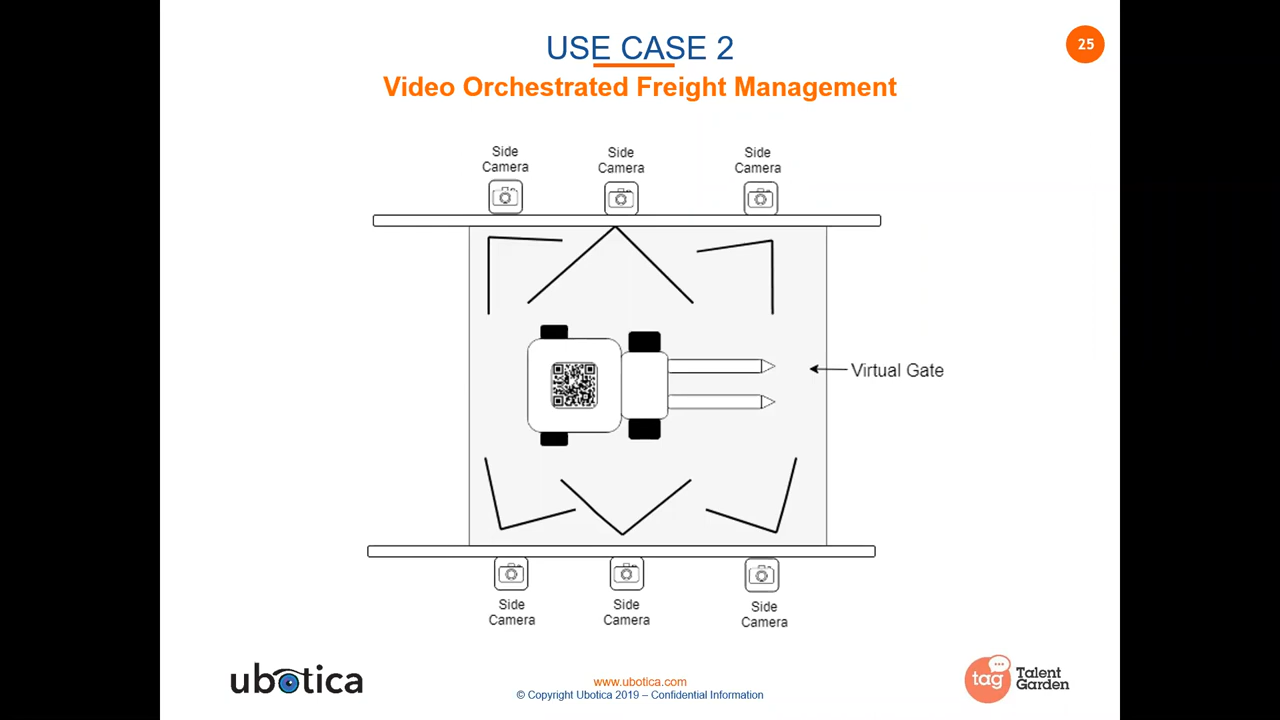 USE CASE 2
25
Video Orchestrated Freight Management
Side
Camera
Side
Camera
Side
Camera
Virtual Gate
Side
Camera
Side
Camera
Side
Camera
ubotica
www.ubotica.com
© Copyright Ubotica 2019 – Confidential Information
tag
Talent
Garden